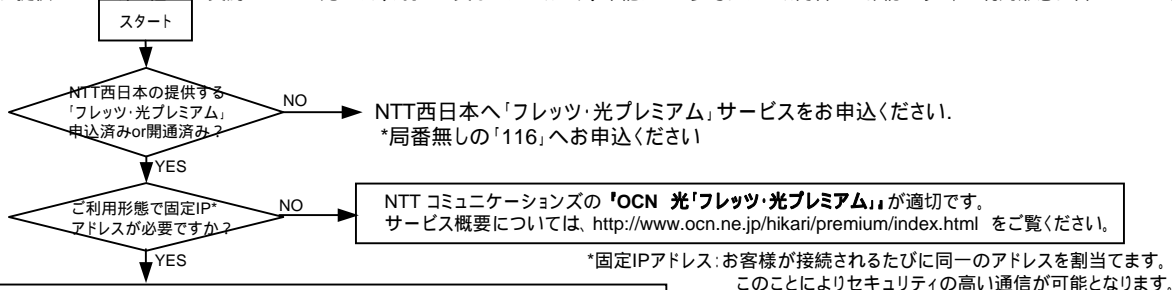 スタート
NTT西日本の提供する
「フレッツ・光プレミアム」
申込済みor開通済み?
NO
NTT西日本へ「フレッツ・光プレミアム」サービスをお申込ください.
*局番無しの「116」へお申込ください
YES
ご利用形態で固定IP*
アドレスが必要ですか?
NO
NTT コミュニケーションズの『OCN 光「フレッツ・光プレミアム」』が適切です。
サービス概要については、http://www.ocn.ne.jp/hikari/premium/index.html をご覧ください。
YES
*固定IPアドレス:お客様が接続されるたびに同一のアドレスを割当てます。
このことによりセキュリティの高い通信が可能となります。